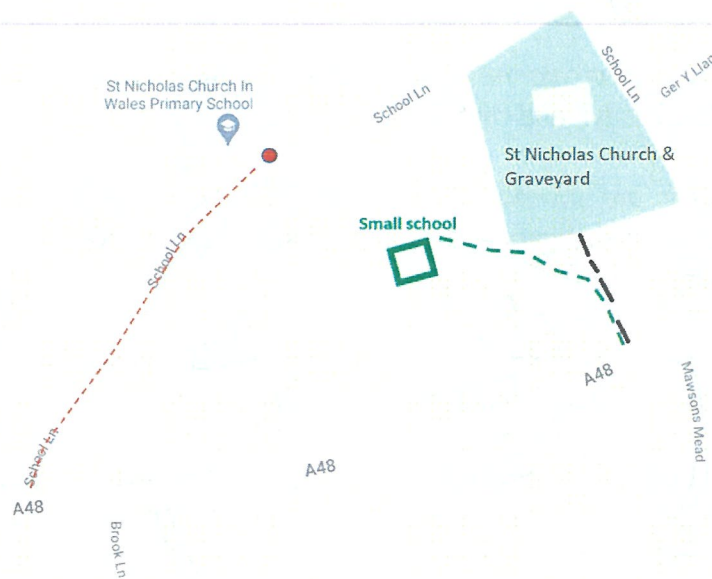 School Ln
Ger Y Llan
St Nicholas Church In
Wales Primary School
School Ln
St Nicholas Church &
Graveyard
Small school
School Ln
A48
Mawsons Mead
School Ln
A48
A48
Brook Ln